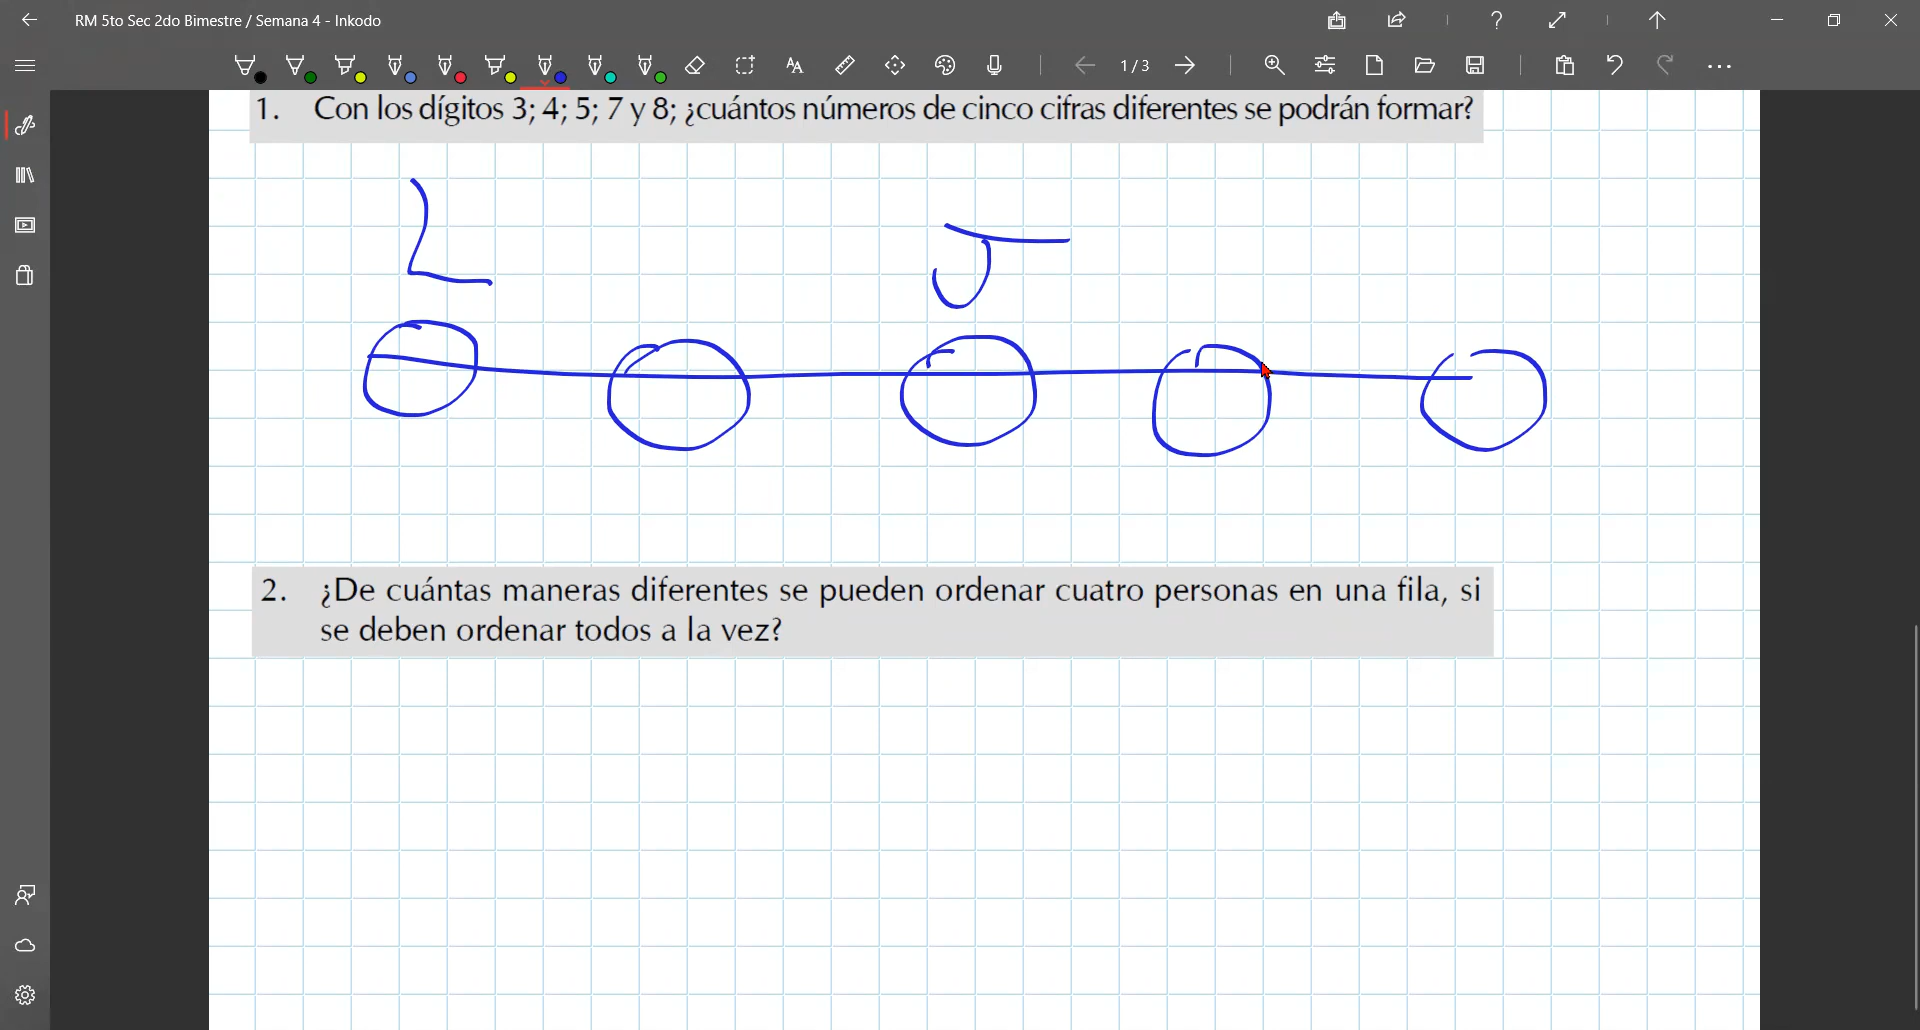 RM 5to Sec 2do Bimestre / Semana 4 - Inkodo
1 / 3
1. Con los dígitos 3; 4; 5; 7 y 8; ¿cuántos números de cinco cifras diferentes se podrán formar?
L J
2. ¿De cuántas maneras diferentes se pueden ordenar cuatro personas en una fila, si
se deben ordenar todos a la vez?